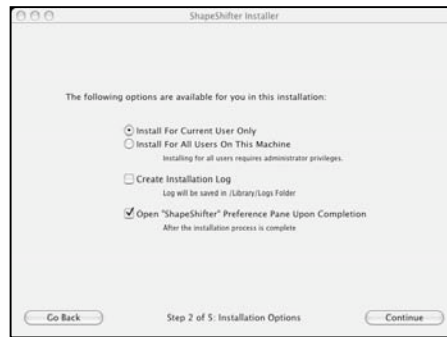 ShapeShifter Installer
The following options are available for you in this installation:
Install For Current User Only
Install For All Users On This Machine
Installing for all users requires administrator privileges.
Create Installation Log
Log will be saved in /Library/Logs Folder
Open "ShapeShifter" Preference Pane Upon Completion
After the installation process is complete
Go Back
Step 2 of 5: Installation Options
Continue